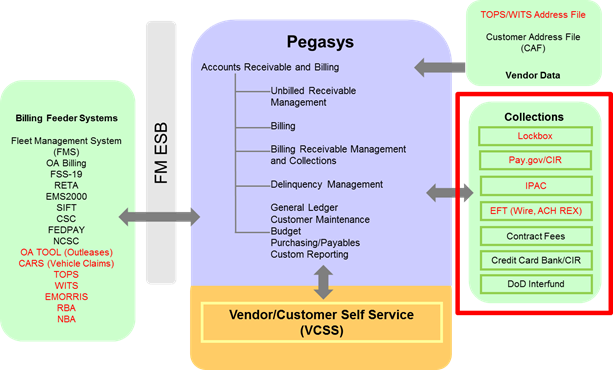 Billing Feeder Systems
Fleet Management System
(FMS)
OA Billing
FSS-19
RETA
EMS2000
SIFT
CSC
FEDPAY
NCSC
OA TOOL (Outleases)
CARS (Vehicle Claims)
TOPS
WITS
EMORRIS
RBA
NBA
FM ESB
Pegasys
Accounts Receivable and Billing
Unbilled Receivable
Management
Billing
Billing Receivable Management
and Collections
Delinquency Management
General Ledger
Customer Maintenance
Budget
Purchasing/Payables
Custom Reporting
Vendor/Customer Self Service
(VCSS)
TOPS/WITS Address File
Customer Address File
(CAF)
Vendor Data
Collections
Lockbox
Pay.gov/CIR
IPAC
EFT (Wire, ACH REX)
Contract Fees
Credit Card Bank/CIR
DoD Interfund